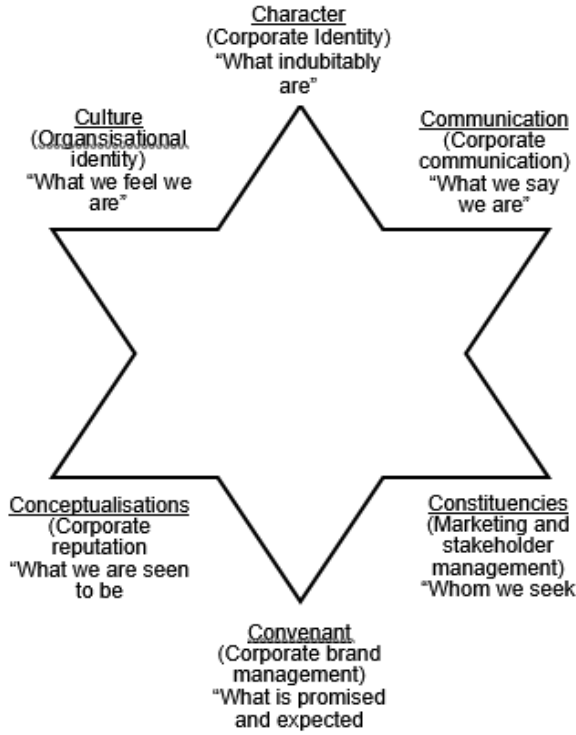 Character
(Corporate Identity)
“What indubitably
are”
Culture
(Organsisational
identity)
“What we feel we
are”
Communication
(Corporate
communication)
“What we say
we are”
Conceptualisations
(Corporate
reputation
“What we are seen
to be
Constituencies
(Marketing and
stakeholder
management)
“Whom we seek
Convenant
(Corporate brand
management)
“What is promised
and expected